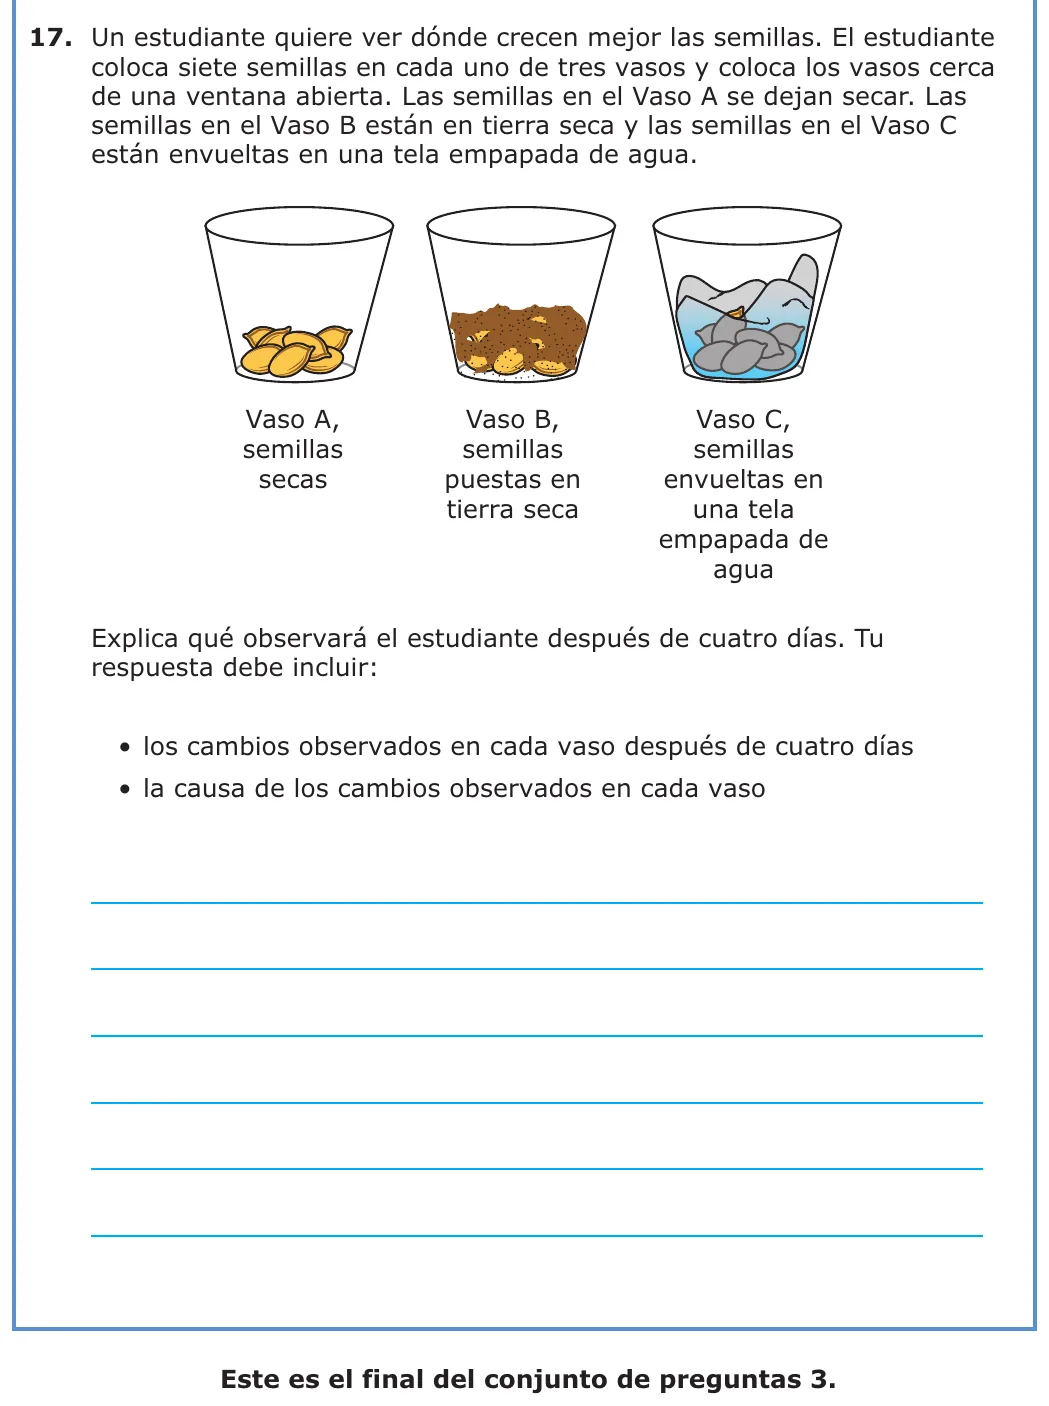 17. Un estudiante quiere ver dónde crecen mejor las semillas. El estudiante
coloca siete semillas en cada uno de tres vasos y coloca los vasos cerca
de una ventana abierta. Las semillas en el Vaso A se dejan secar. Las
semillas en el Vaso B están en tierra seca y las semillas en el Vaso C
están envueltas en una tela empapada de agua.
Vaso A,
semillas
secas
Vaso B,
semillas
puestas en
tierra seca
Vaso C,
semillas
envueltas en
una tela
empapada de
agua
Explica qué observará el estudiante después de cuatro días. Tu
respuesta debe incluir:
• los cambios observados en cada vaso después de cuatro días
• la causa de los cambios observados en cada vaso
Este es el final del conjunto de preguntas 3.